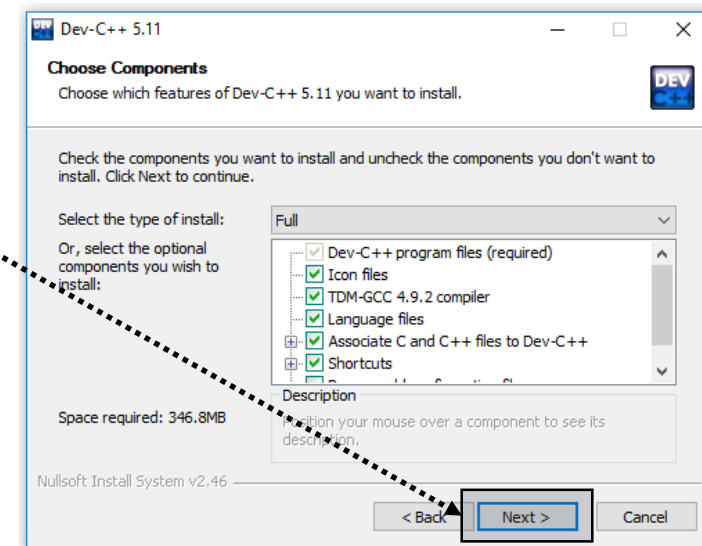 Dev-C++ 5.11
Choose Components
Choose which features of Dev-C++ 5.11 you want to install.
DEV
C++
Check the components you want to install and uncheck the components you don't want to
install. Click Next to continue.
Select the type of install:
Full
Or, select the optional
components you wish to
install:
Dev-C++ program files (required)
Icon files
TDM-GCC 4.9.2 compiler
Language files
Associate C and C++ files to Dev-C++
Shortcuts
Description
Position your mouse over a component to see its
description.
Space required: 346.8MB
Nullsoft Install System v2.46
< Back
Next >
Cancel